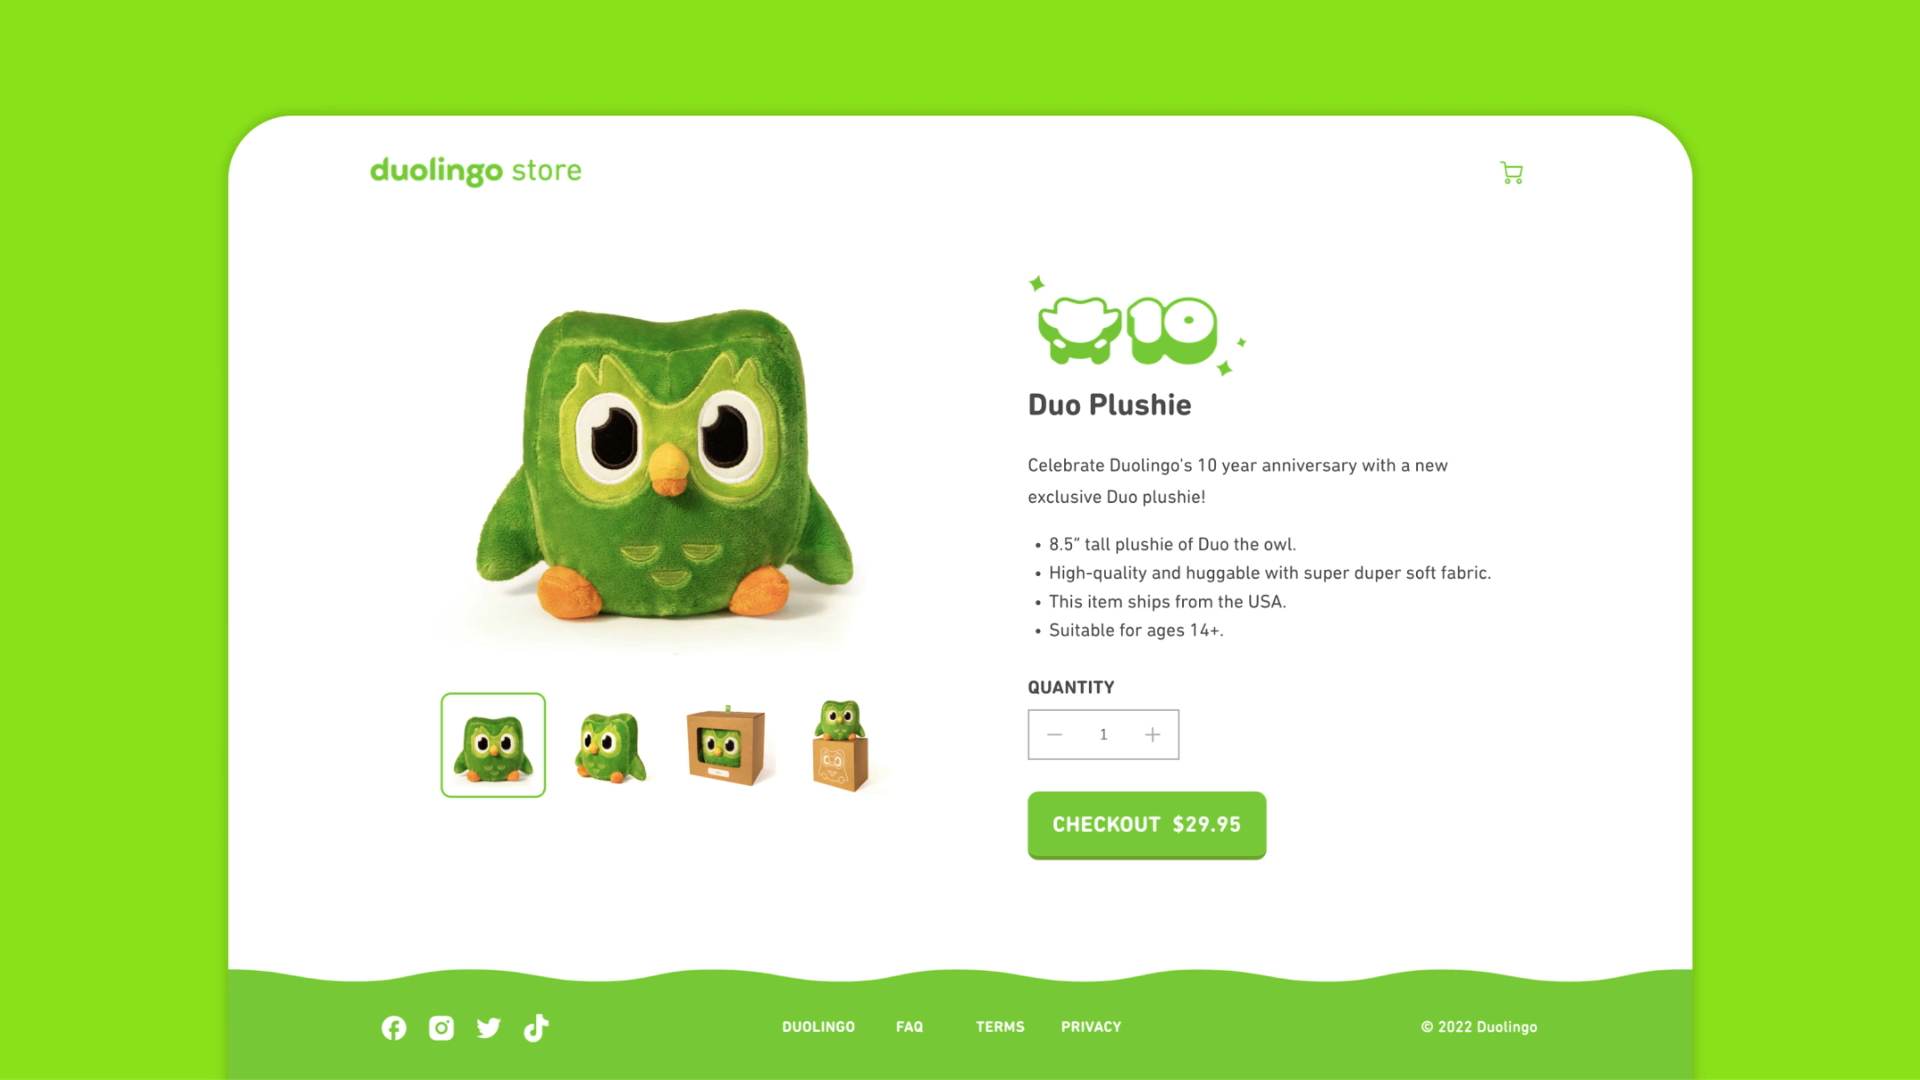 duolingo store
10
Duo Plushie
Celebrate Duolingo's 10 year anniversary with a new
exclusive Duo plushie!
• 8.5” tall plushie of Duo the owl.
• High-quality and huggable with super duper soft fabric.
• This item ships from the USA.
• Suitable for ages 14+.
QUANTITY
1
CHECKOUT $29.95
DUOLINGO FAQ TERMS PRIVACY
© 2022 Duolingo